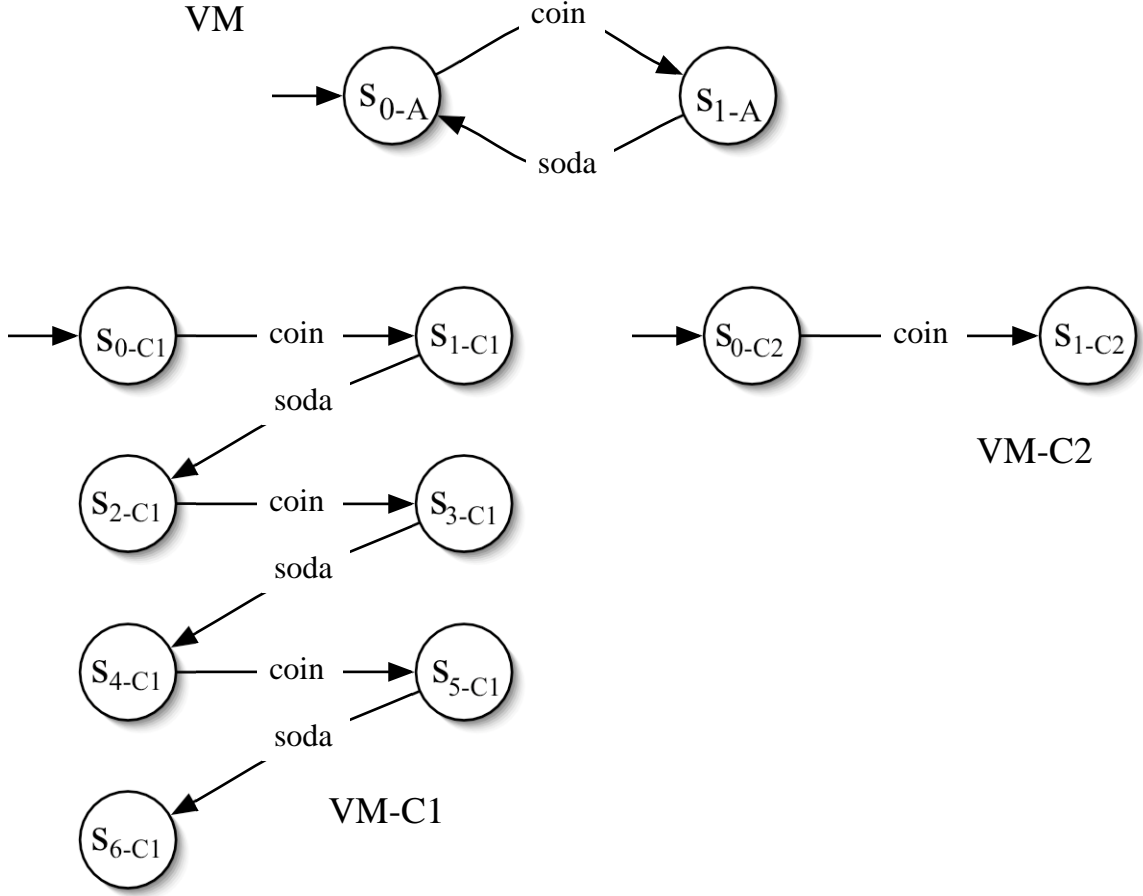 VM
coin
S0-A
S1-A
soda
S0-C1
coin
S1-C1
S0-C2
coin
S1-C2
soda
VM-C2
S2-C1
coin
S3-C1
soda
S4-C1
coin
S5-C1
soda
VM-C1
S6-C1